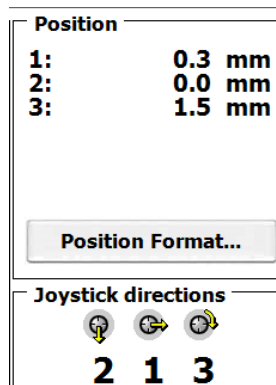 Position
1: 0.3 mm
2: 0.0 mm
3: 1.5 mm
Position Format...
Joystick directions
2 1 3